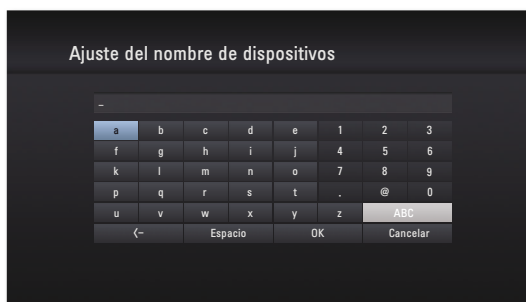 Ajuste del nombre de dispositivos
–
a b c d e 1 2 3
f g h i j 4 5 6
k l m n o 7 8 9
p q r s t . @ 0
u v w x y z ABC
〈– Espacio OK Cancelar